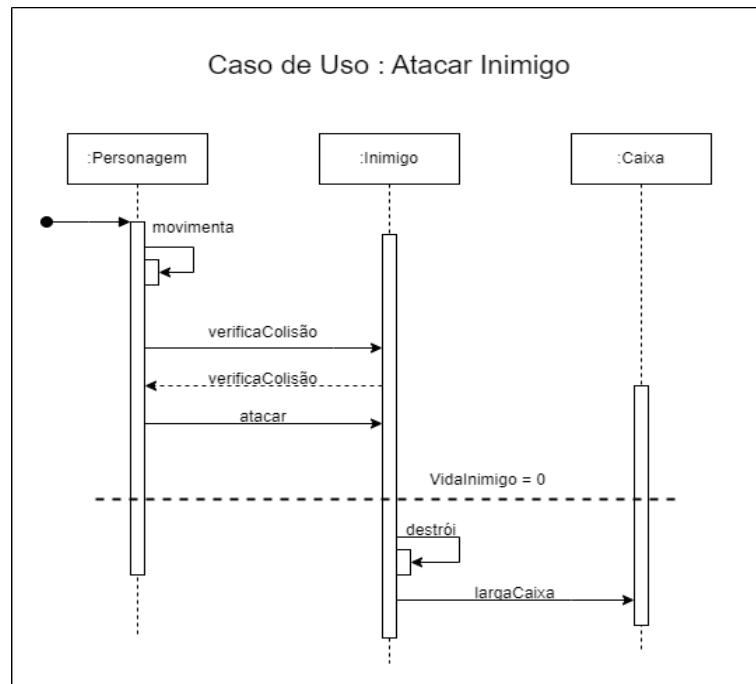 Caso de Uso : Atacar Inimigo
:Personagem
:Inimigo
:Caixa
movimenta
verificaColisão
verificaColisão
atacar
VidaInimigo = 0
destrói
largaCaixa